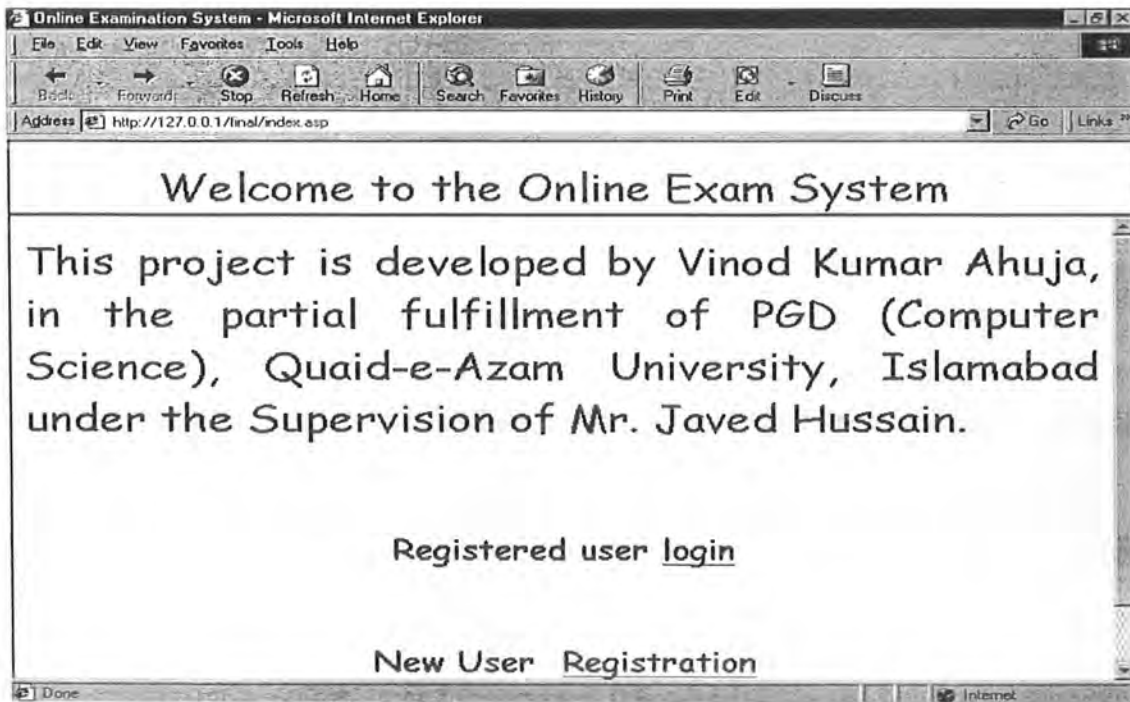 Online Examination System - Microsoft Internet Explorer
File Edit View Favorites Tools Help
Back Forward Stop Refresh Home Search Favorites History Print Edit Discuss
Address http://127.0.0.1/final/index.asp Go Links »
Welcome to the Online Exam System
This project is developed by Vinod Kumar Ahuja,
in the partial fulfillment of PGD (Computer
Science), Quaid-e-Azam University, Islamabad
under the Supervision of Mr. Javed Hussain.
Registered user login
New User Registration
Done Internet